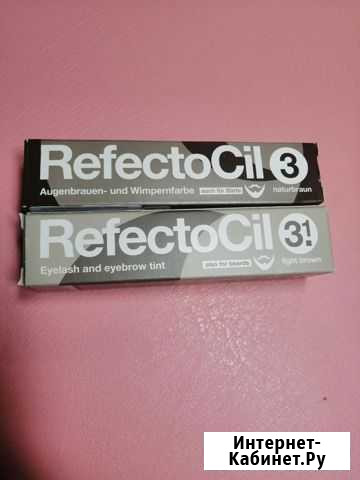 RefectoCil 3
Augenbrauen- und Wimpernfarbe auch für Bärte naturbraun
RefectoCil 3.1
Eyelash and eyebrow tint also for beards light brown
Интернет-
Кабинет.Ру